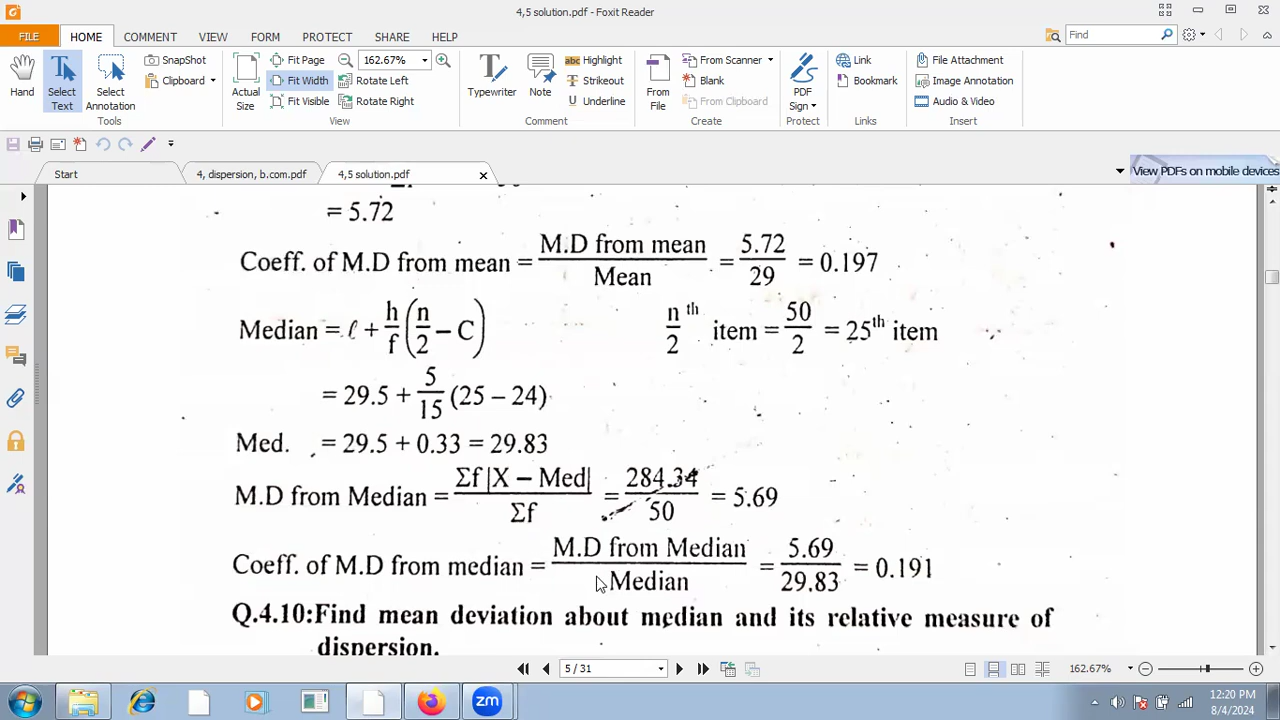 4,5 solution.pdf - Foxit Reader
FILE HOME COMMENT VIEW FORM PROTECT SHARE HELP
Find
Hand
Select Text
Select Annotation
SnapShot
Clipboard
Tools
Actual Size
Fit Page
Fit Width
Fit Visible
162.67%
Rotate Left
Rotate Right
View
Typewriter
Note
Highlight
Strikeout
Underline
Comment
From File
From Scanner
Blank
From Clipboard
Create
PDF Sign
Protect
Link
Bookmark
Links
File Attachment
Image Annotation
Audio & Video
Insert
Start
4, dispersion, b.com.pdf
4,5 solution.pdf
View PDFs on mobile devices
= 5.72
Coeff. of M.D from mean = M.D from mean / Mean = 5.72 / 29 = 0.197
Median = ℓ + h/f (n/2 – C) n/2 th item = 50/2 = 25th item
= 29.5 + 5/15 (25 – 24)
Med. = 29.5 + 0.33 = 29.83
M.D from Median = Σf |X – Med| / Σf = 284.34 / 50 = 5.69
Coeff. of M.D from median = M.D from Median / Median = 5.69 / 29.83 = 0.191
Q.4.10:Find mean deviation about median and its relative measure of
dispersion.
5 / 31
162.67%
zm
12:20 PM
8/4/2024